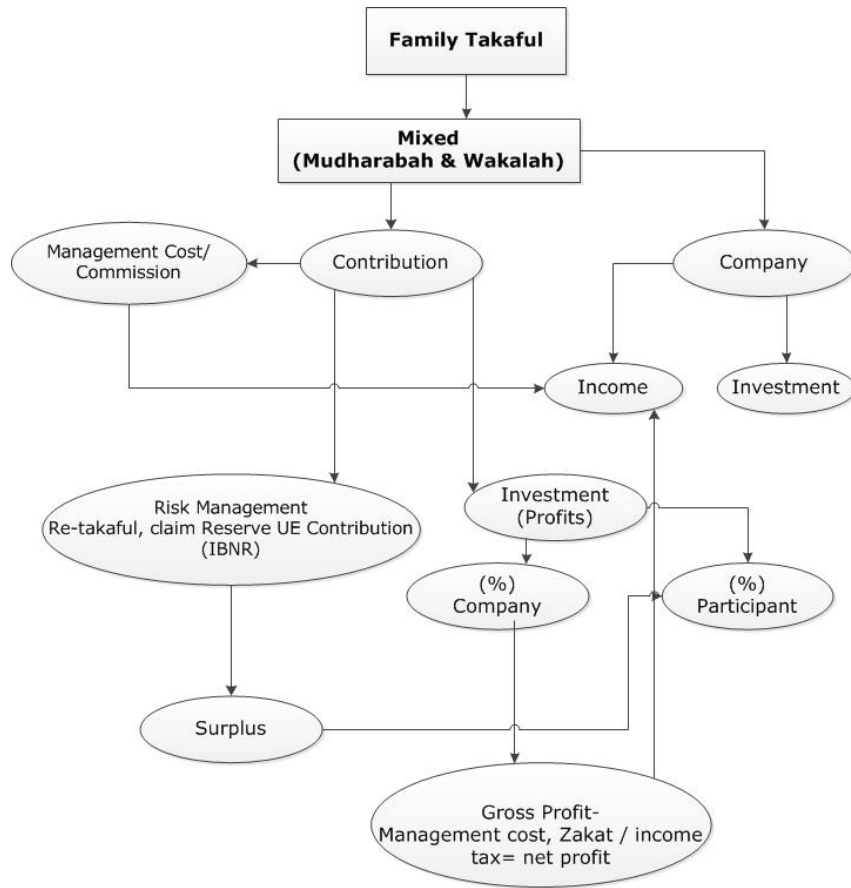 Family Takaful
Mixed
(Mudharabah & Wakalah)
Management Cost/
Commission
Contribution
Company
Income
Investment
Risk Management
Re-takaful, claim Reserve UE Contribution
(IBNR)
Investment
(Profits)
(%)
Company
(%)
Participant
Surplus
Gross Profit-
Management cost, Zakat / income
tax= net profit